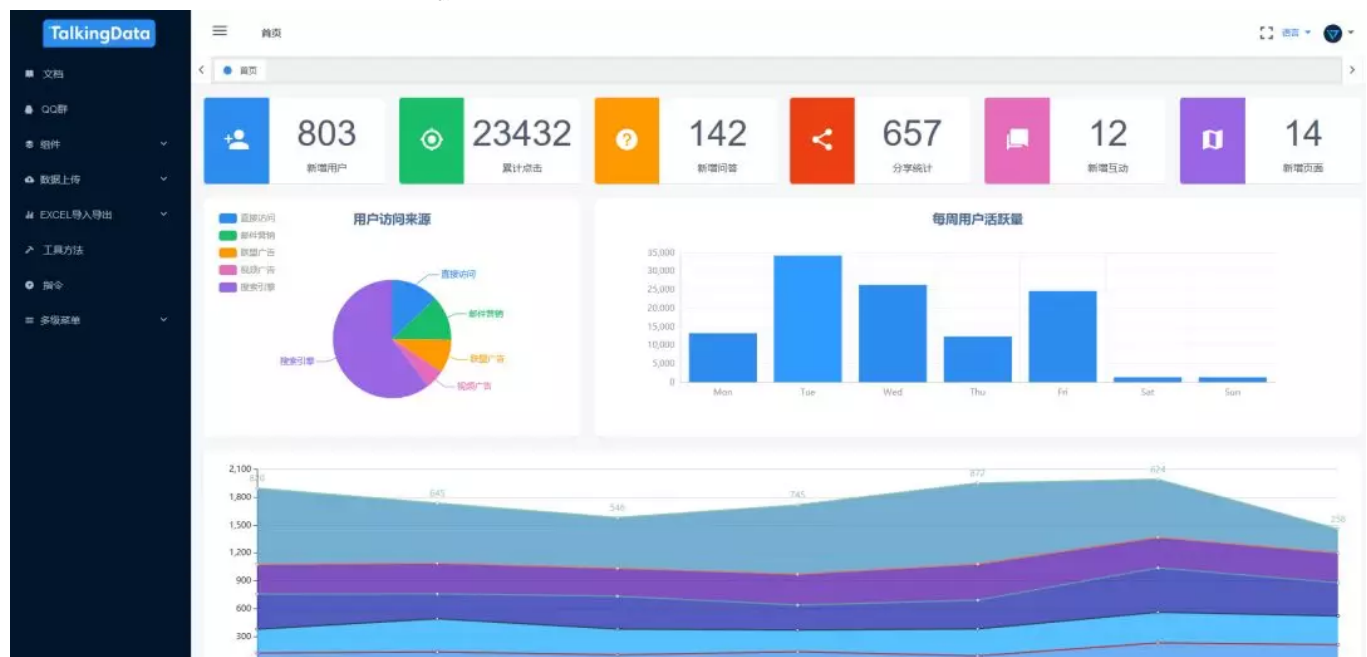 TalkingData
首页
语言
文档
首页
QQ群
组件
数据上传
EXCEL导入导出
工具方法
指令
多级菜单
803
新增用户
23432
累计点击
142
新增问答
657
分享统计
12
新增互动
14
新增页面
用户访问来源
直接访问
邮件营销
联盟广告
视频广告
搜索引擎
直接访问
邮件营销
联盟广告
视频广告
搜索引擎
每周用户活跃量
35,000
30,000
25,000
20,000
15,000
10,000
5,000
0
Mon Tue Wed Thu Fri Sat Sun
2,100
1,800
1,500
1,200
900
600
300
820 645 546 745 872 624 258